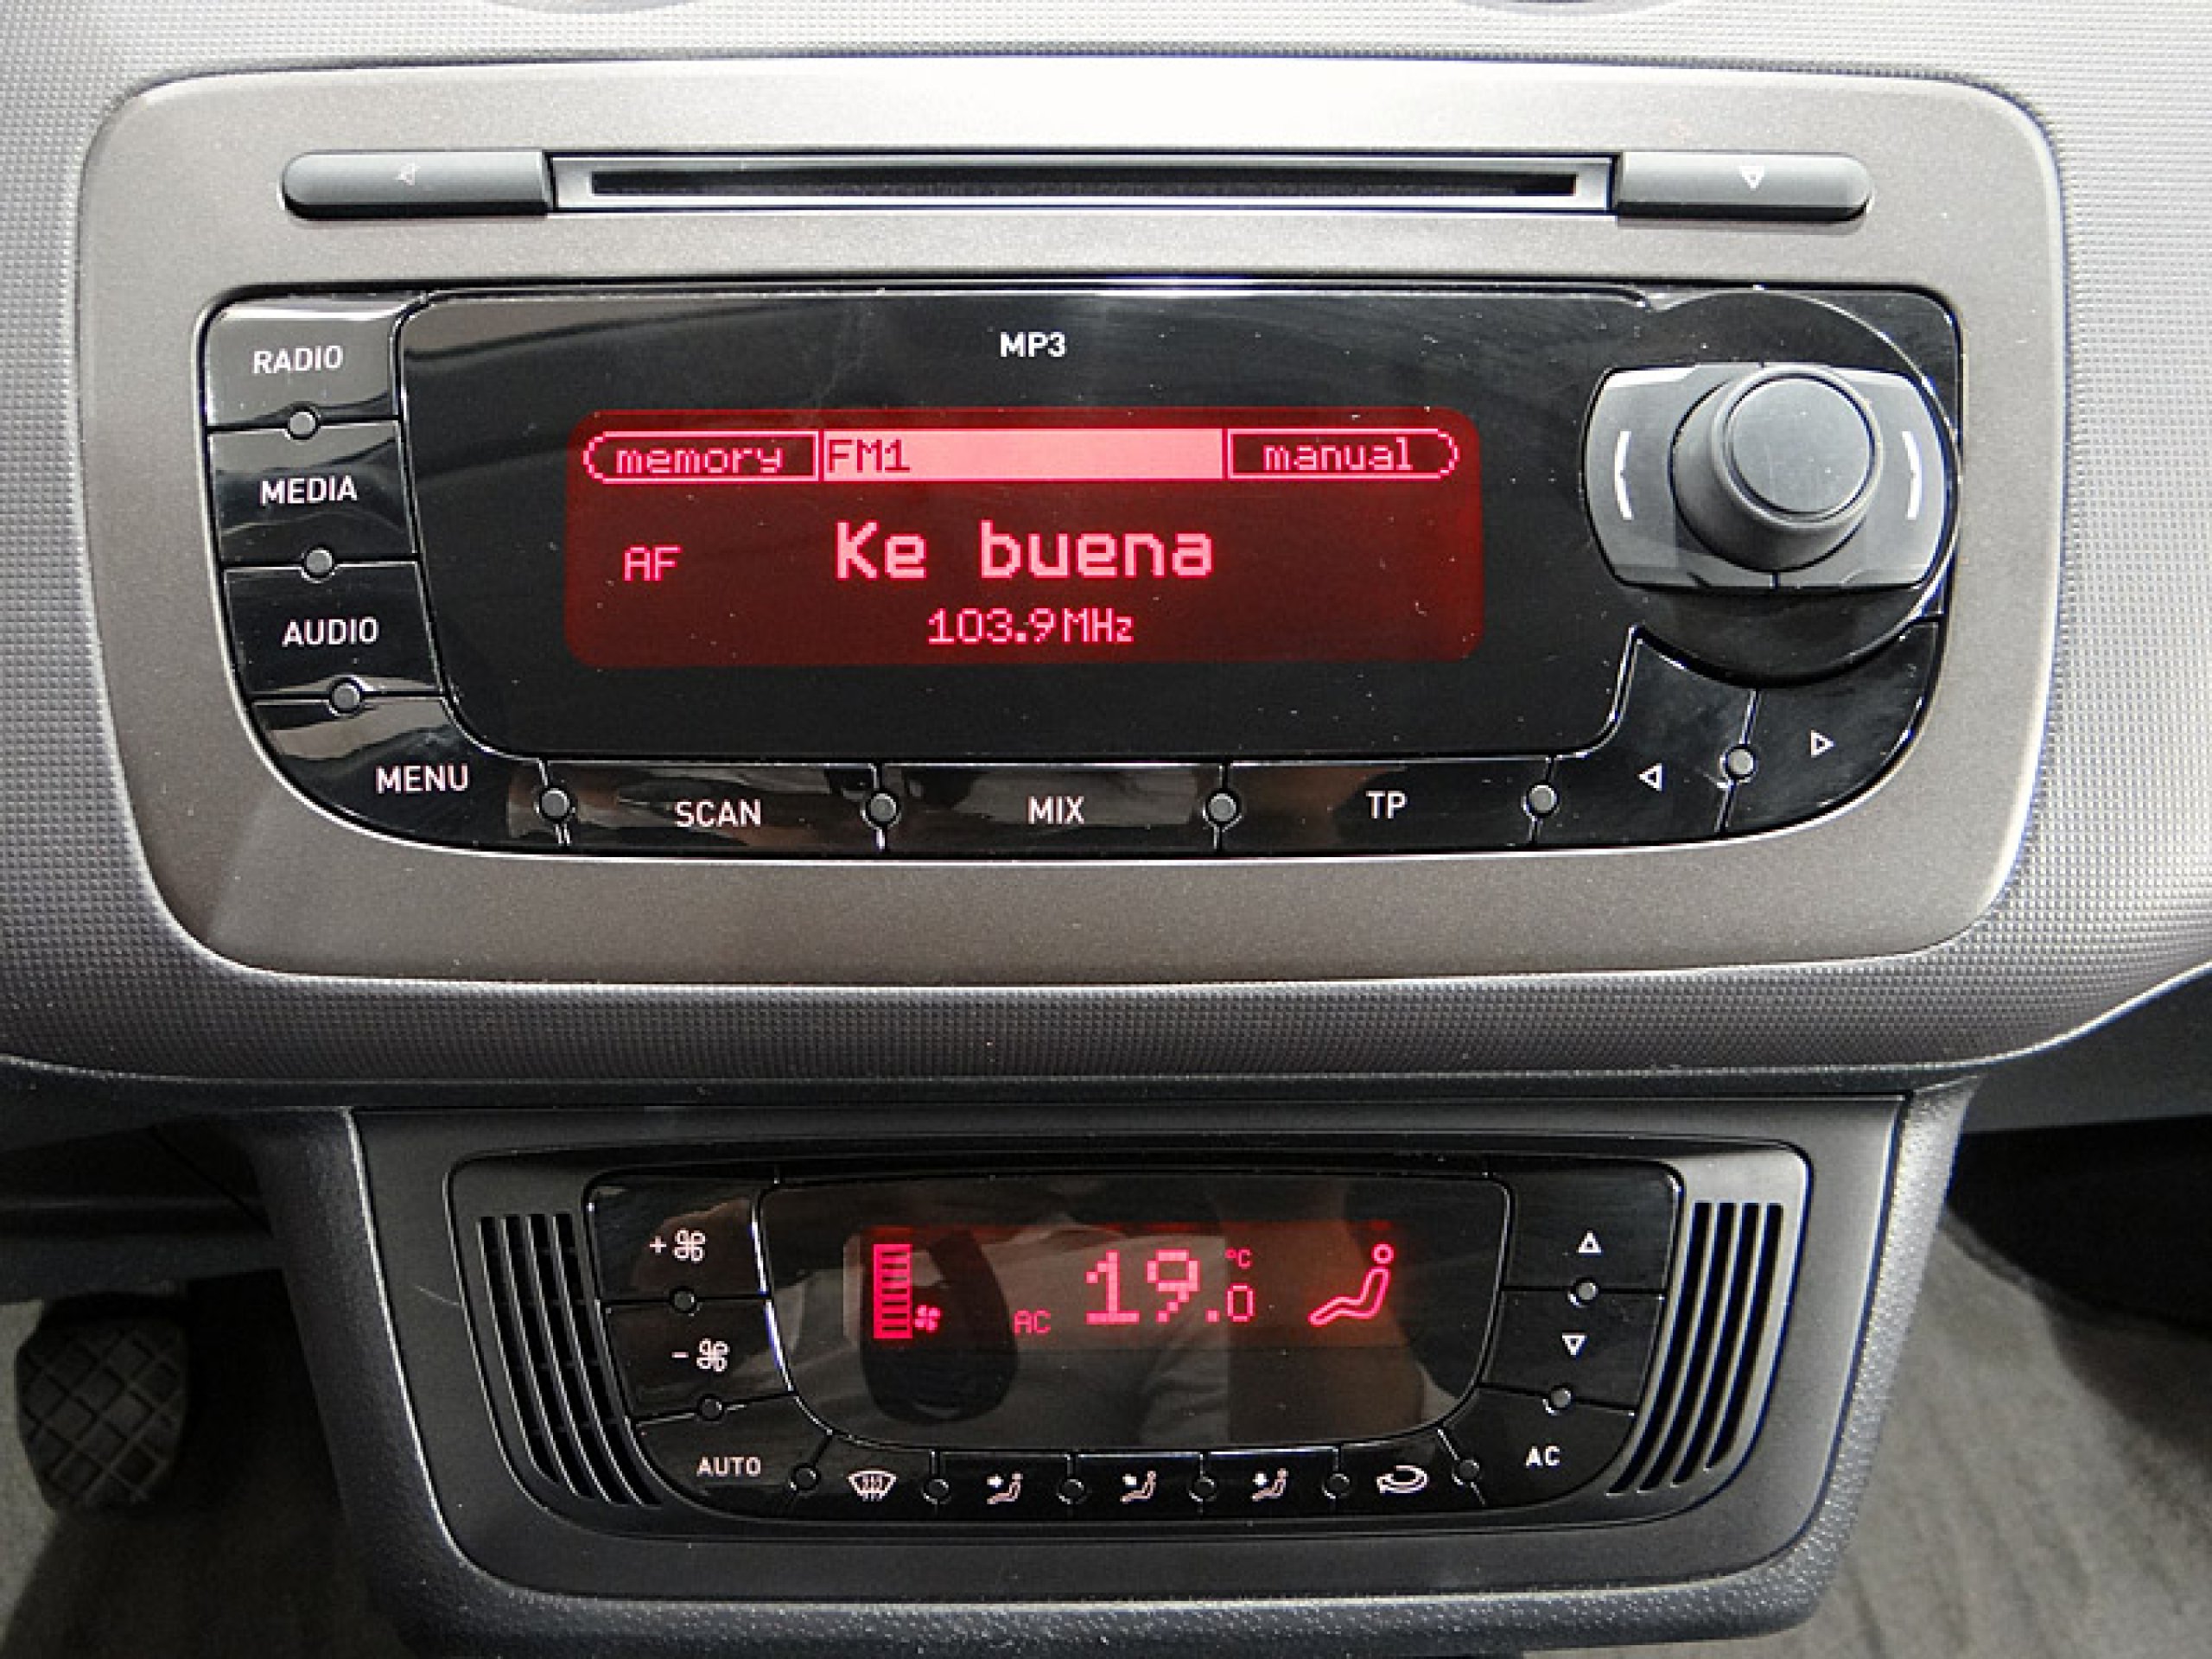 MP3
RADIO
MEDIA
AUDIO
MENU
memory FM1 manual
AF Ke buena
103.9MHz
SCAN MIX TP
AC 19.0 °C
+
-
AUTO
AC